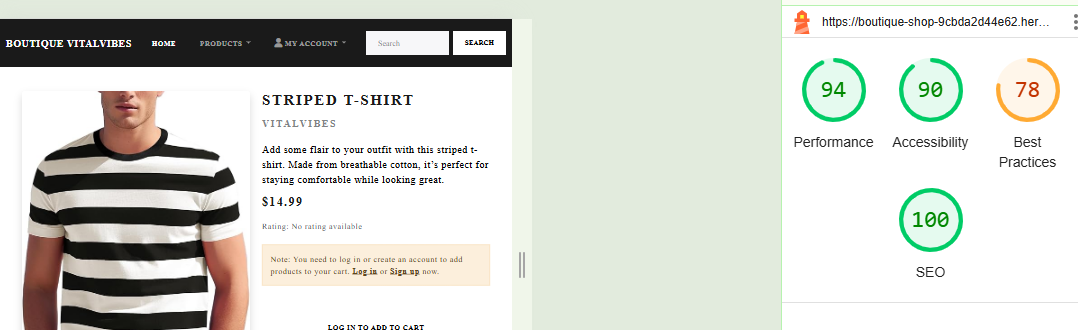 BOUTIQUE VITALVIBES HOME PRODUCTS MY ACCOUNT Search SEARCH
STRIPED T-SHIRT
VITALVIBES
Add some flair to your outfit with this striped t-
shirt. Made from breathable cotton, it's perfect for
staying comfortable while looking great.
$14.99
Rating: No rating available
Note: You need to log in or create an account to add
products to your cart. Log in or Sign up now.
LOG IN TO ADD TO CART
https://boutique-shop-9cbda2d44e62.her...
94
Performance
90
Accessibility
78
Best
Practices
100
SEO